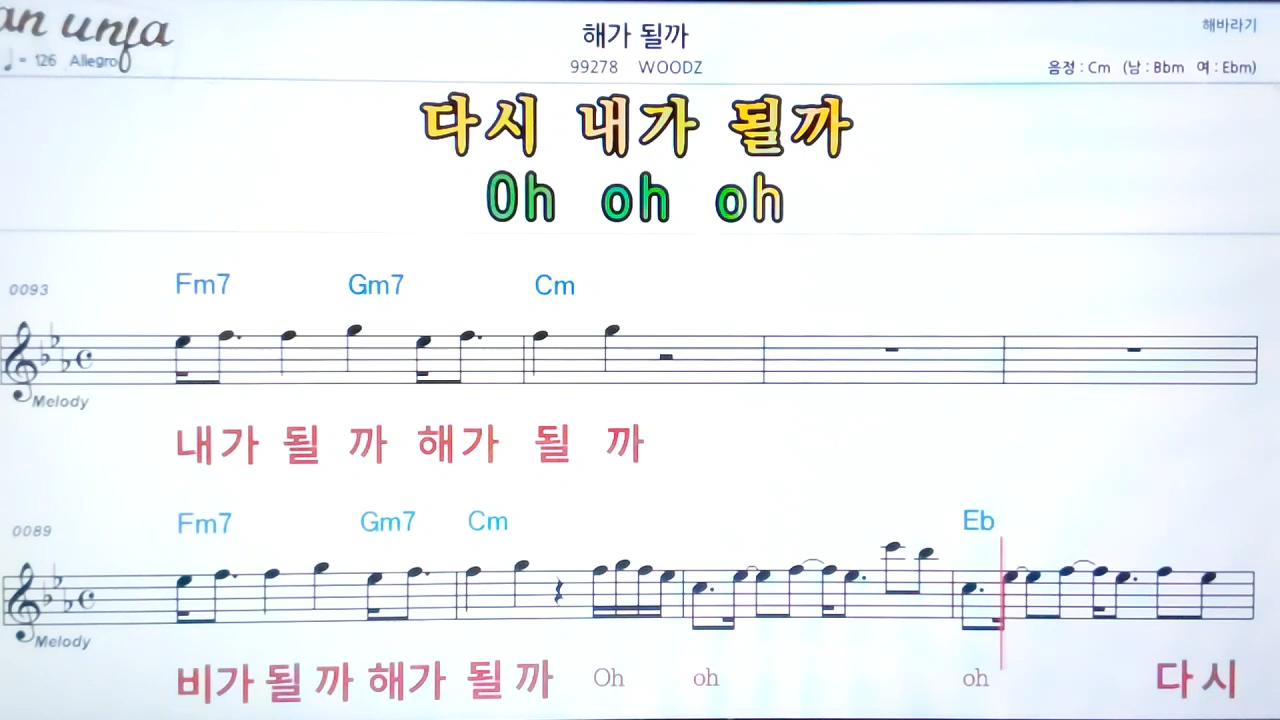 an unfa
♩= 126 Allegro
해가 될까
99278 WOODZ
해바라기
음정 : Cm (남 : Bbm 여 : Ebm)
다시 내가 될까
Oh oh oh
Fm7 Gm7 Cm
0093
Melody
내가 될 까 해가 될 까
Fm7 Gm7 Cm Eb
0089
Melody
비가 될 까 해가 될 까 Oh oh oh 다시